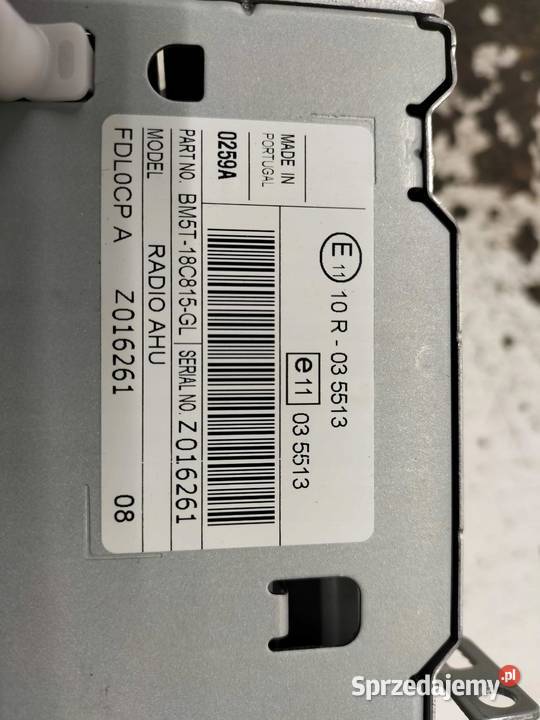 MADE IN
PORTUGAL
E 11 10 R - 03 5513
e 11 03 5513
0259A
PART NO. BM5T-18C815-GL SERIAL NO. Z016261
MODEL RADIO AHU
FDL0CP A Z016261 08
Sprzedajemy.pl